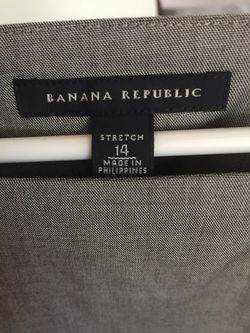 BANANA REPUBLIC
STRETCH
14
MADE IN
PHILIPPINES